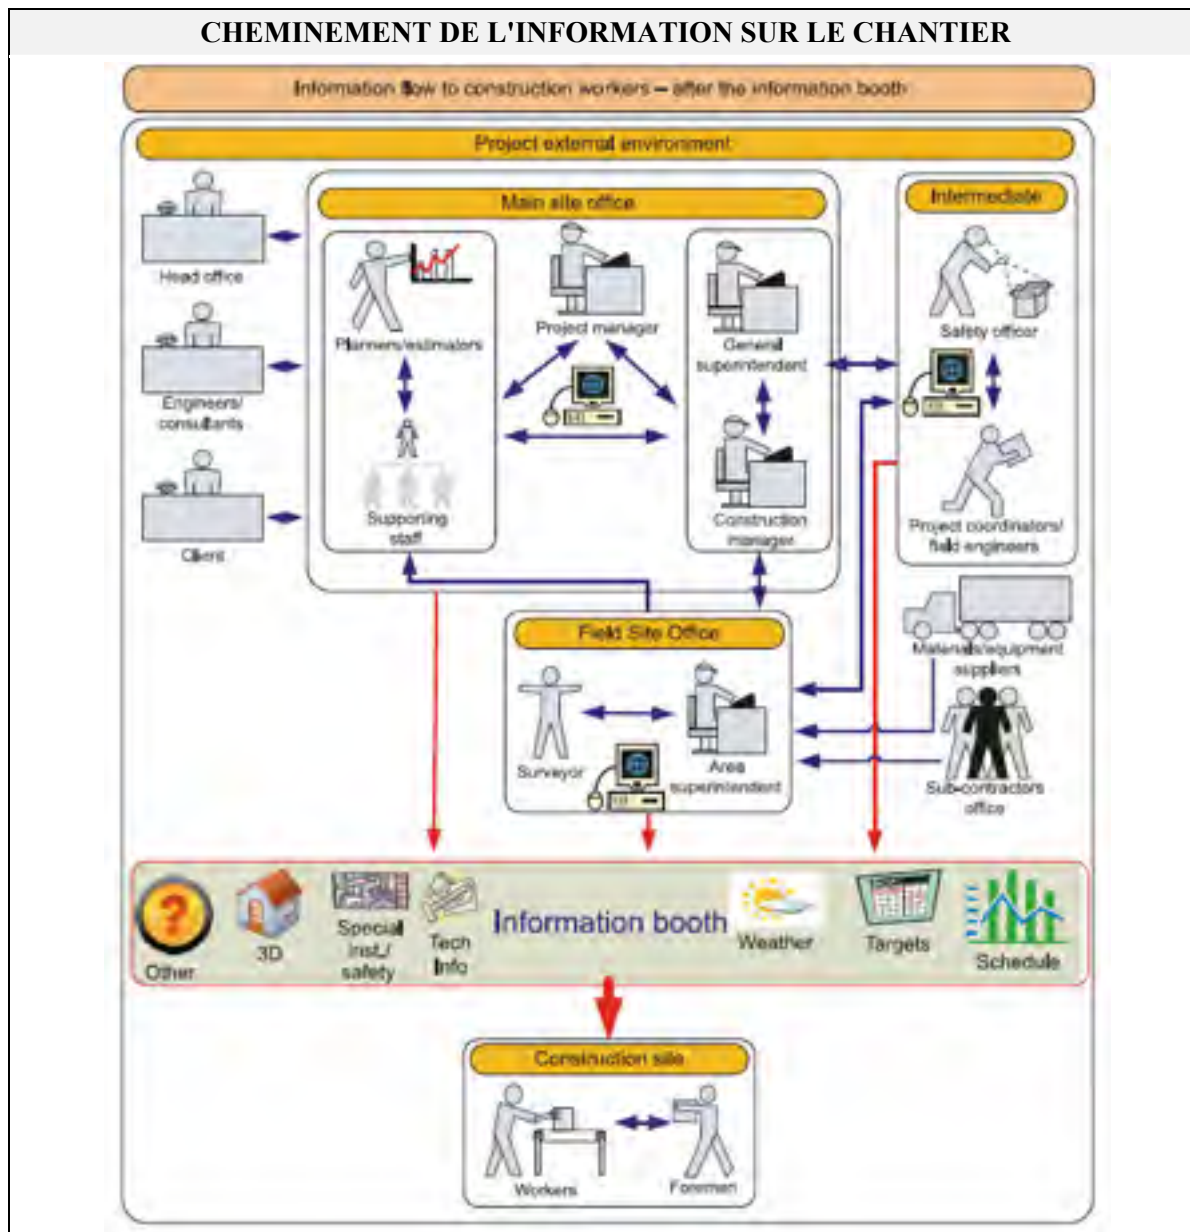 CHEMINEMENT DE L'INFORMATION SUR LE CHANTIER
Information flow to construction workers – after the information booth
Project external environment
Main site office
Intermediate
Head office
Planners/estimators
Project manager
General
superintendent
Safety officer
Engineers/
consultants
Supporting
staff
Construction
manager
Project coordinators/
field engineers
Client
Field Site Office
Materials/equipment
suppliers
Surveyor
Area
superintendent
Sub-contractors
office
Other
3D
Special
inst./
safety
Tech
Info
Information booth
Weather
Targets
Schedule
Construction site
Workers
Foremen